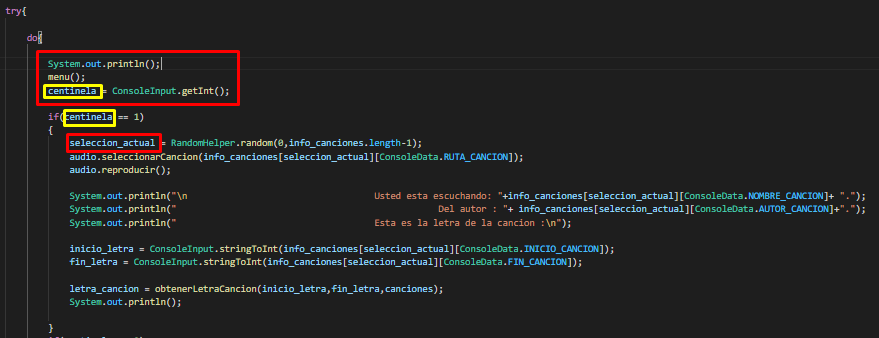 try{
do{
System.out.println();
menu();
centinela = ConsoleInput.getInt();
if(centinela == 1)
{
seleccion_actual = RandomHelper.random(0,info_canciones.length-1);
audio.seleccionarCancion(info_canciones[seleccion_actual][ConsoleData.RUTA_CANCION]);
audio.reproducir();
System.out.println("\n                                   Usted esta escuchando: "+info_canciones[seleccion_actual][ConsoleData.NOMBRE_CANCION]+ ".");
System.out.println("                                               Del autor : "+ info_canciones[seleccion_actual][ConsoleData.AUTOR_CANCION]+".");
System.out.println("                                     Esta es la letra de la cancion :\n");
inicio_letra = ConsoleInput.stringToInt(info_canciones[seleccion_actual][ConsoleData.INICIO_CANCION]);
fin_letra = ConsoleInput.stringToInt(info_canciones[seleccion_actual][ConsoleData.FIN_CANCION]);
letra_cancion = obtenerLetraCancion(inicio_letra,fin_letra,canciones);
System.out.println();
}